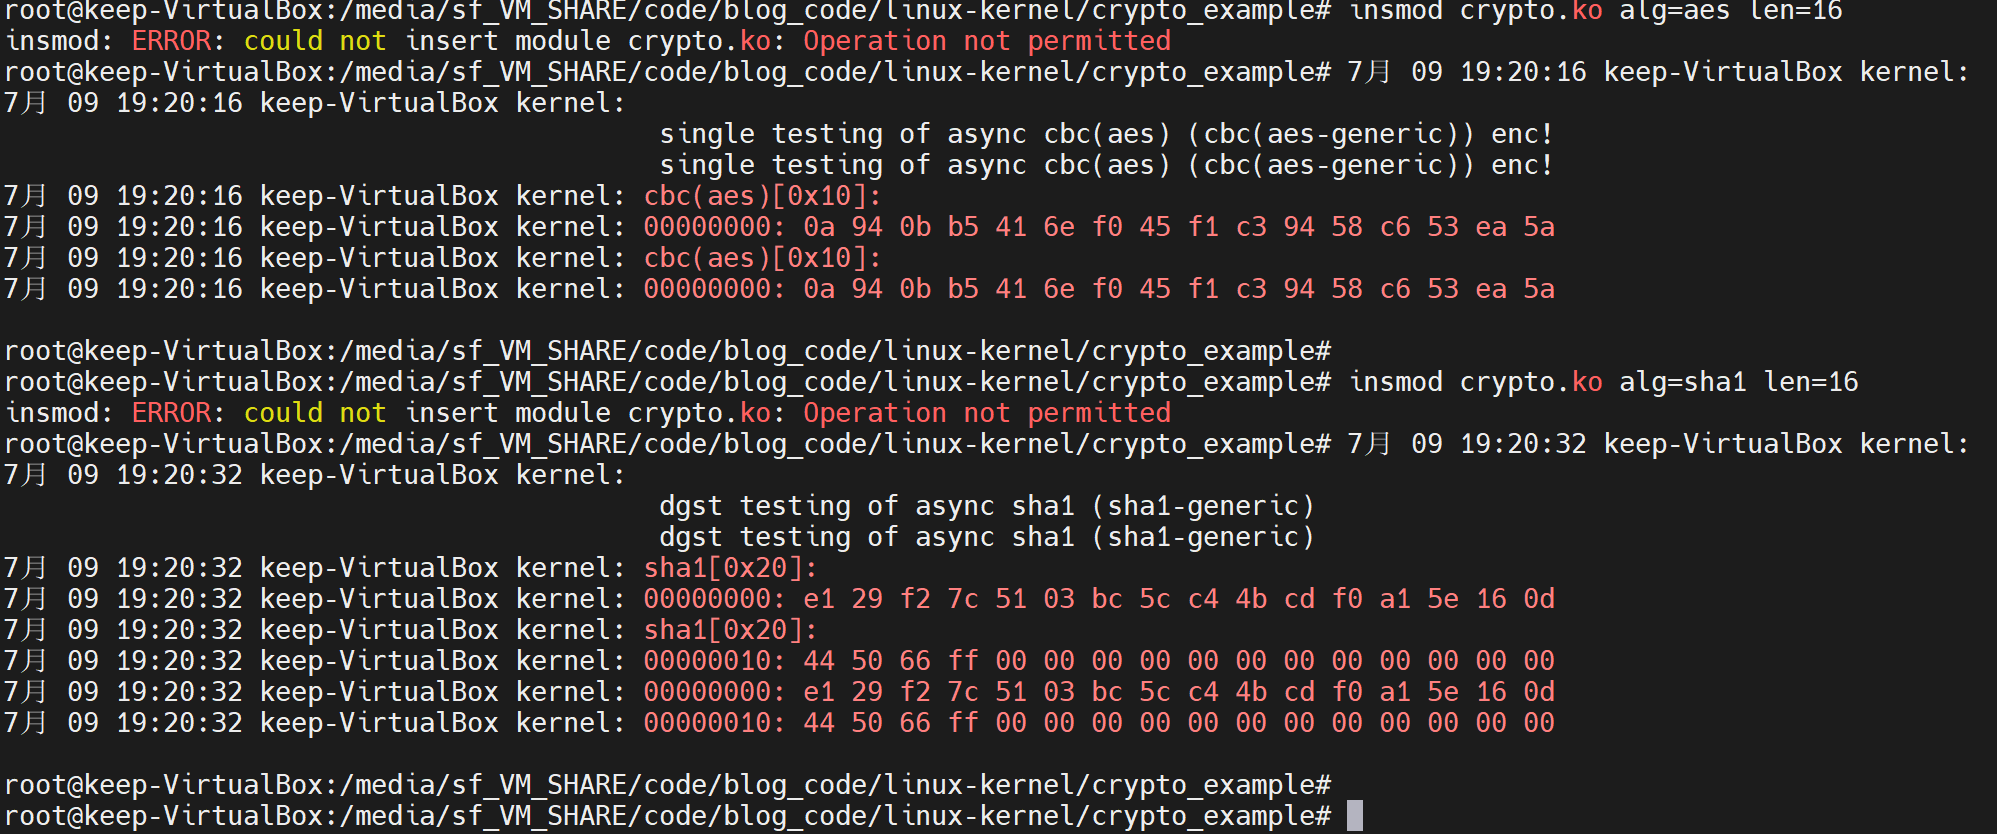 root@keep-VirtualBox:/media/sf_VM_SHARE/code/blog_code/linux-kernel/crypto_example# insmod crypto.ko alg=aes len=16
insmod: ERROR: could not insert module crypto.ko: Operation not permitted
root@keep-VirtualBox:/media/sf_VM_SHARE/code/blog_code/linux-kernel/crypto_example# 7月 09 19:20:16 keep-VirtualBox kernel:
7月 09 19:20:16 keep-VirtualBox kernel:
single testing of async cbc(aes) (cbc(aes-generic)) enc!
single testing of async cbc(aes) (cbc(aes-generic)) enc!
7月 09 19:20:16 keep-VirtualBox kernel: cbc(aes)[0x10]:
7月 09 19:20:16 keep-VirtualBox kernel: 00000000: 0a 94 0b b5 41 6e f0 45 f1 c3 94 58 c6 53 ea 5a
7月 09 19:20:16 keep-VirtualBox kernel: cbc(aes)[0x10]:
7月 09 19:20:16 keep-VirtualBox kernel: 00000000: 0a 94 0b b5 41 6e f0 45 f1 c3 94 58 c6 53 ea 5a
root@keep-VirtualBox:/media/sf_VM_SHARE/code/blog_code/linux-kernel/crypto_example#
root@keep-VirtualBox:/media/sf_VM_SHARE/code/blog_code/linux-kernel/crypto_example# insmod crypto.ko alg=sha1 len=16
insmod: ERROR: could not insert module crypto.ko: Operation not permitted
root@keep-VirtualBox:/media/sf_VM_SHARE/code/blog_code/linux-kernel/crypto_example# 7月 09 19:20:32 keep-VirtualBox kernel:
7月 09 19:20:32 keep-VirtualBox kernel:
dgst testing of async sha1 (sha1-generic)
dgst testing of async sha1 (sha1-generic)
7月 09 19:20:32 keep-VirtualBox kernel: sha1[0x20]:
7月 09 19:20:32 keep-VirtualBox kernel: 00000000: e1 29 f2 7c 51 03 bc 5c c4 4b cd f0 a1 5e 16 0d
7月 09 19:20:32 keep-VirtualBox kernel: sha1[0x20]:
7月 09 19:20:32 keep-VirtualBox kernel: 00000010: 44 50 66 ff 00 00 00 00 00 00 00 00 00 00 00 00
7月 09 19:20:32 keep-VirtualBox kernel: 00000000: e1 29 f2 7c 51 03 bc 5c c4 4b cd f0 a1 5e 16 0d
7月 09 19:20:32 keep-VirtualBox kernel: 00000010: 44 50 66 ff 00 00 00 00 00 00 00 00 00 00 00 00
root@keep-VirtualBox:/media/sf_VM_SHARE/code/blog_code/linux-kernel/crypto_example#
root@keep-VirtualBox:/media/sf_VM_SHARE/code/blog_code/linux-kernel/crypto_example#